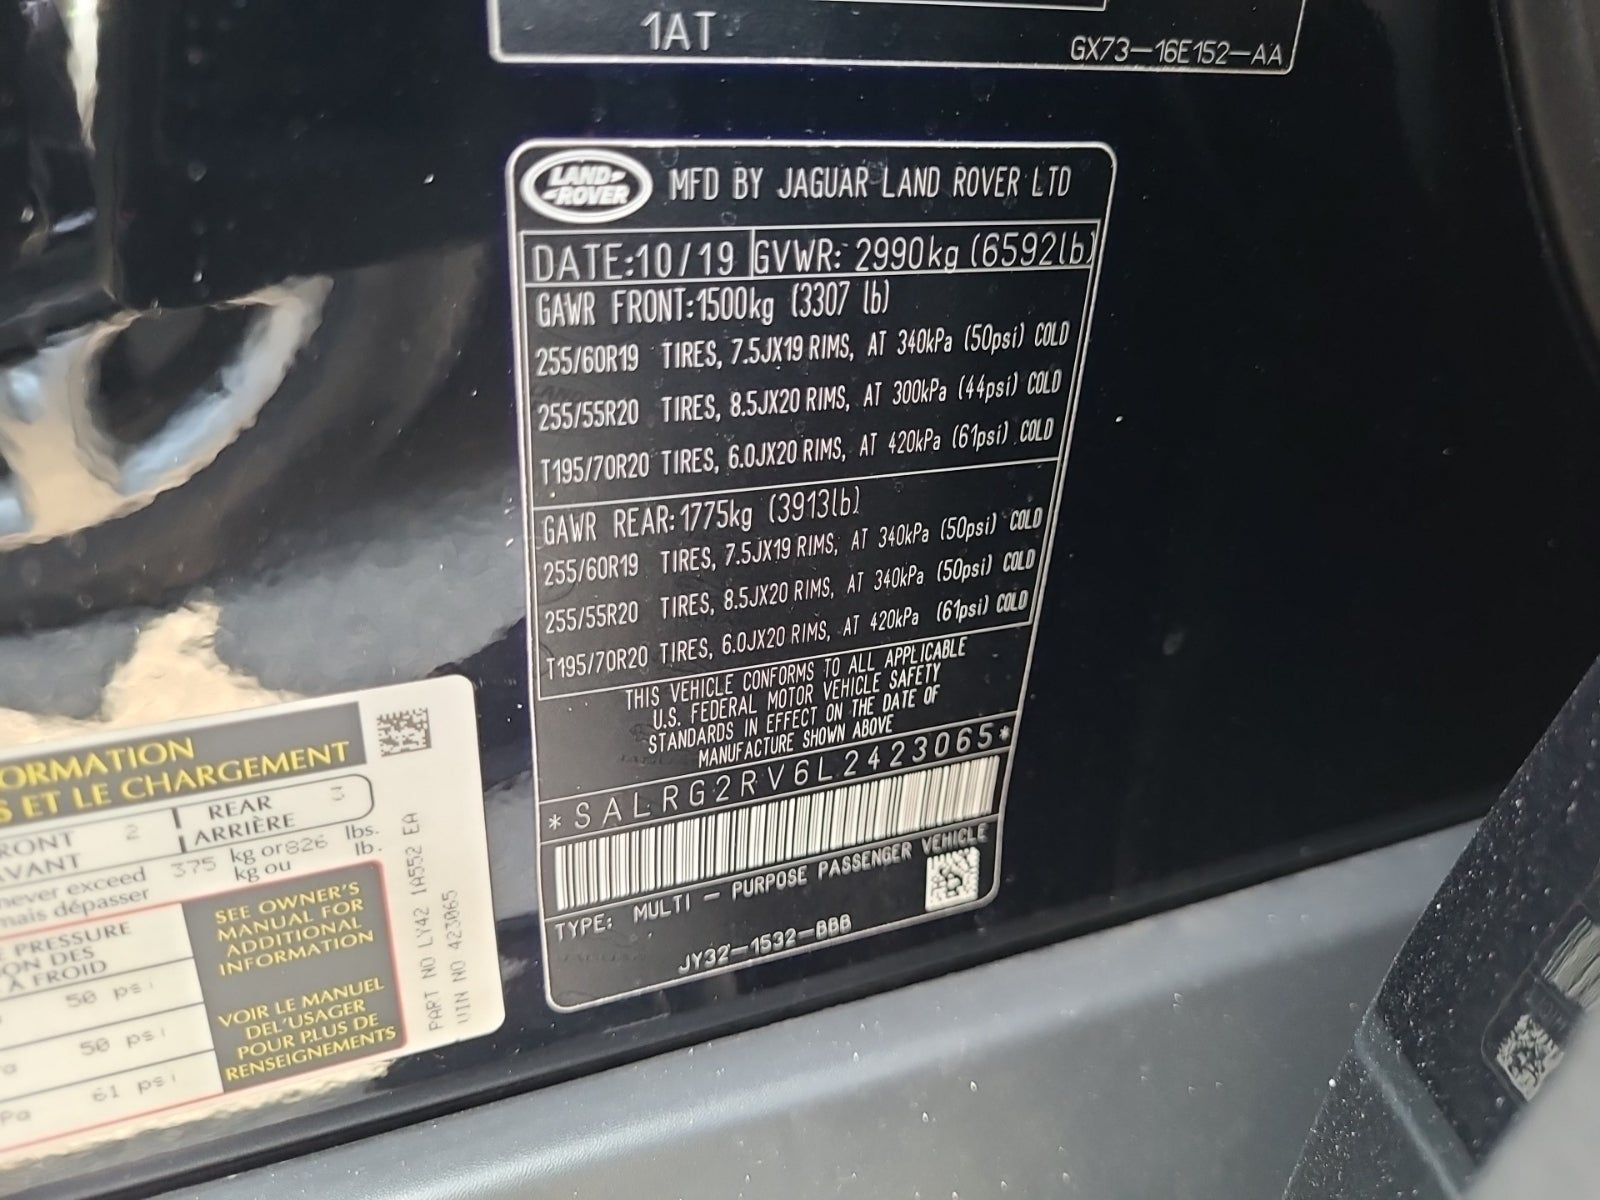 1AT
GX73-16E152-AA
LAND ROVER MFD BY JAGUAR LAND ROVER LTD
DATE:10/19 GVWR: 2990kg (6592lb)
GAWR FRONT:1500kg (3307 lb)
255/60R19 TIRES, 7.5JX19 RIMS, AT 340kPa (50psi) COLD
255/55R20 TIRES, 8.5JX20 RIMS, AT 300kPa (44psi) COLD
T195/70R20 TIRES, 6.0JX20 RIMS, AT 420kPa (61psi) COLD
GAWR REAR:1775kg (3913lb)
255/60R19 TIRES, 7.5JX19 RIMS, AT 340kPa (50psi) COLD
255/55R20 TIRES, 8.5JX20 RIMS, AT 340kPa (50psi) COLD
T195/70R20 TIRES, 6.0JX20 RIMS, AT 420kPa (61psi) COLD
THIS VEHICLE CONFORMS TO ALL APPLICABLE
U.S. FEDERAL MOTOR VEHICLE SAFETY
STANDARDS IN EFFECT ON THE DATE OF
MANUFACTURE SHOWN ABOVE
*SALRG2RV6L2423065*
TYPE: MULTI - PURPOSE PASSENGER VEHICLE
JY32-1532-BBB
ORMATION
S ET LE CHARGEMENT
RONT 2 REAR 3
AVANT ARRIÈRE
never exceed 375 kg or 826 lbs.
mais dépasser kg ou lb.
E PRESSURE
ON DES
À FROID
50 psi
50 psi
Pa 61 psi
SEE OWNER'S
MANUAL FOR
ADDITIONAL
INFORMATION
VOIR LE MANUEL
DEL'USAGER
POUR PLUS DE
RENSEIGNEMENTS
PART NO LY42 1A552 EA
VIN NO 423065